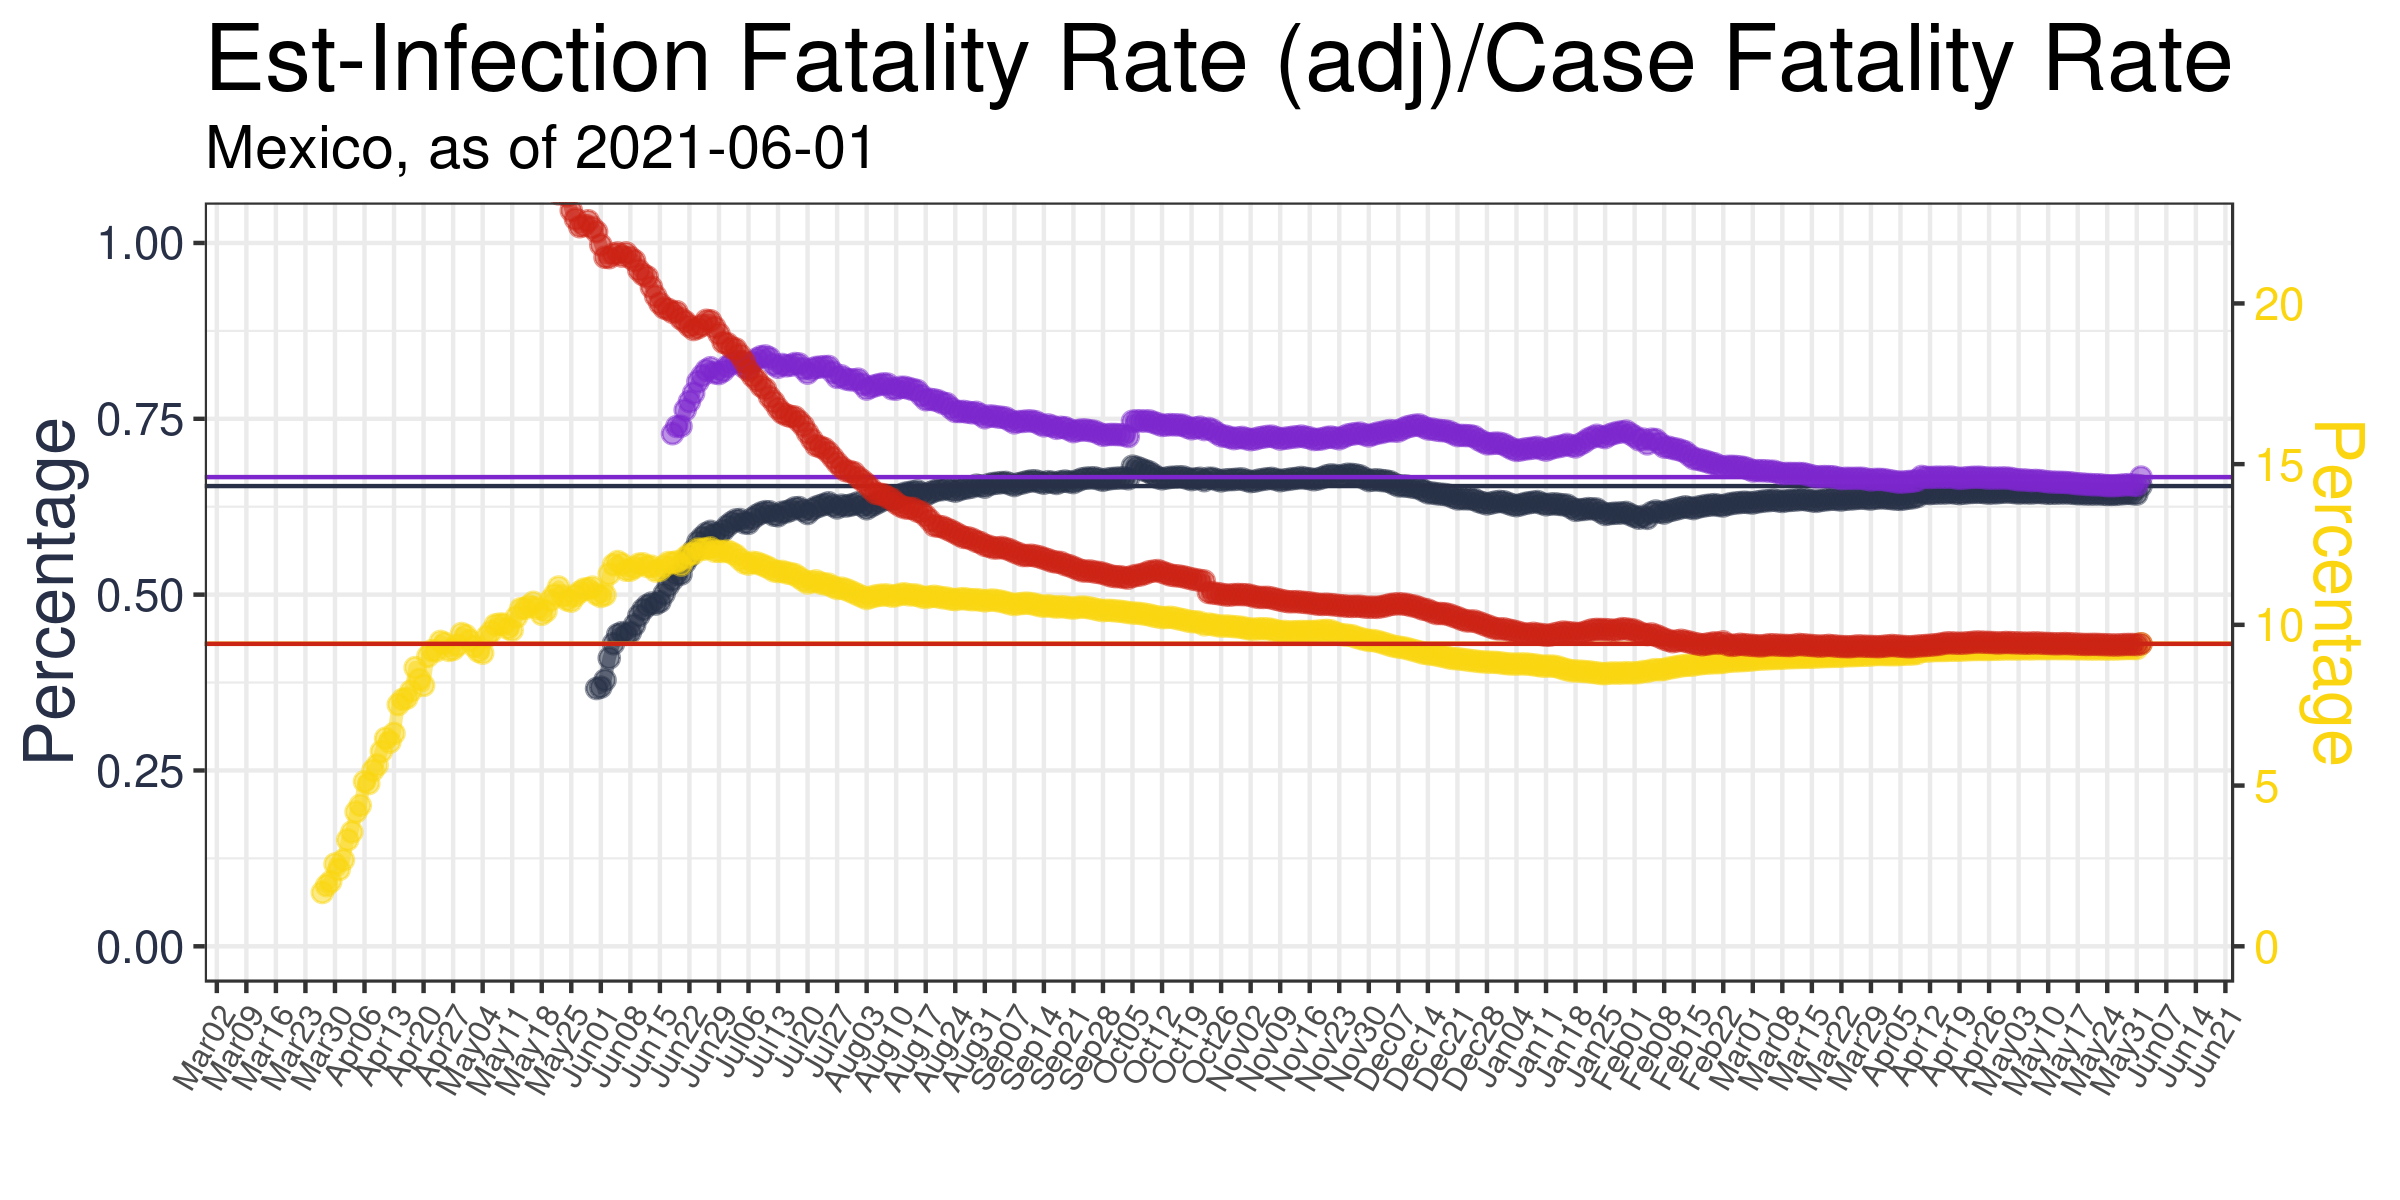 Est-Infection Fatality Rate (adj)/Case Fatality Rate
Mexico, as of 2021-06-01
Percentage
1.00
0.75
0.50
0.25
0.00
20
15
10
5
0
Percentage
Mar02
Mar09
Mar16
Mar23
Mar30
Apr06
Apr13
Apr20
Apr27
May04
May11
May18
May25
Jun01
Jun08
Jun15
Jun22
Jun29
Jul06
Jul13
Jul20
Jul27
Aug03
Aug10
Aug17
Aug24
Aug31
Sep07
Sep14
Sep21
Sep28
Oct05
Oct12
Oct19
Oct26
Nov02
Nov09
Nov16
Nov23
Nov30
Dec07
Dec14
Dec21
Dec28
Jan04
Jan11
Jan18
Jan25
Feb01
Feb08
Feb15
Feb22
Mar01
Mar08
Mar15
Mar22
Mar29
Apr05
Apr12
Apr19
Apr26
May03
May10
May17
May24
May31
Jun07
Jun14
Jun21